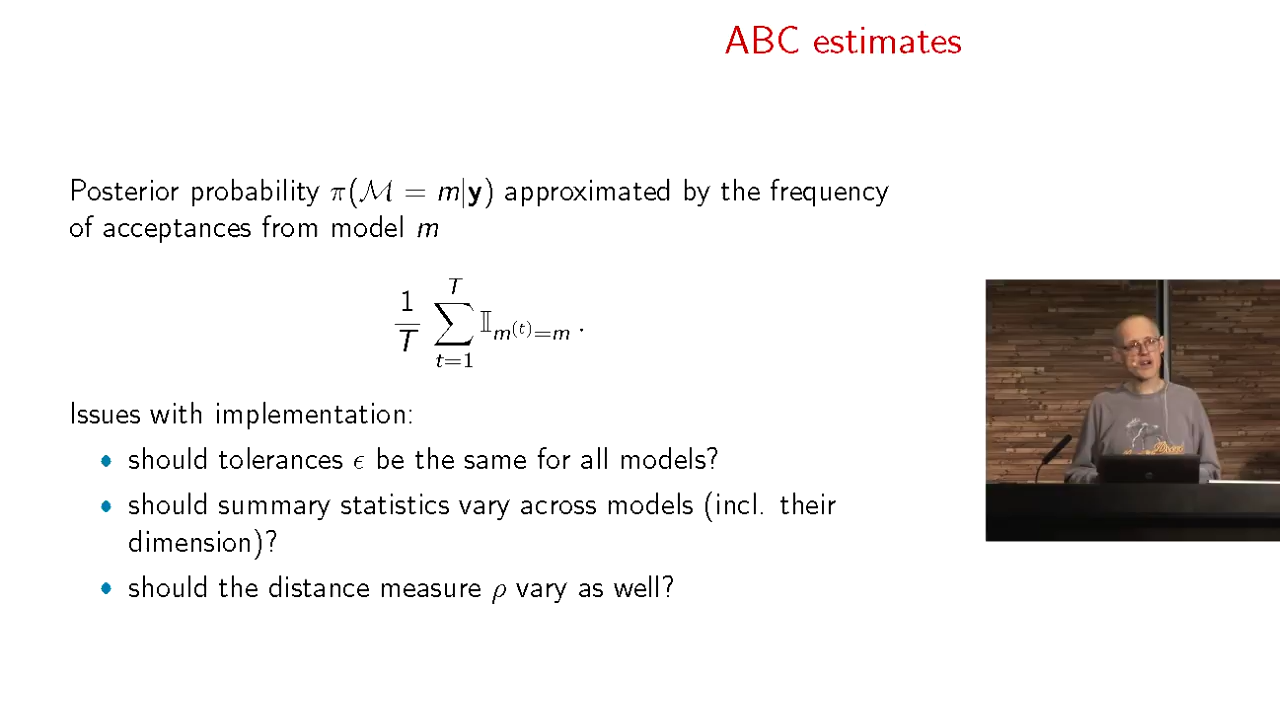 ABC estimates
Posterior probability π(ℳ = m|𝐲) approximated by the frequency
of acceptances from model m
1/T ∑_{t=1}^{T} 𝕀_{m^{(t)}=m} .
Issues with implementation:
• should tolerances ϵ be the same for all models?
• should summary statistics vary across models (incl. their
dimension)?
• should the distance measure ρ vary as well?